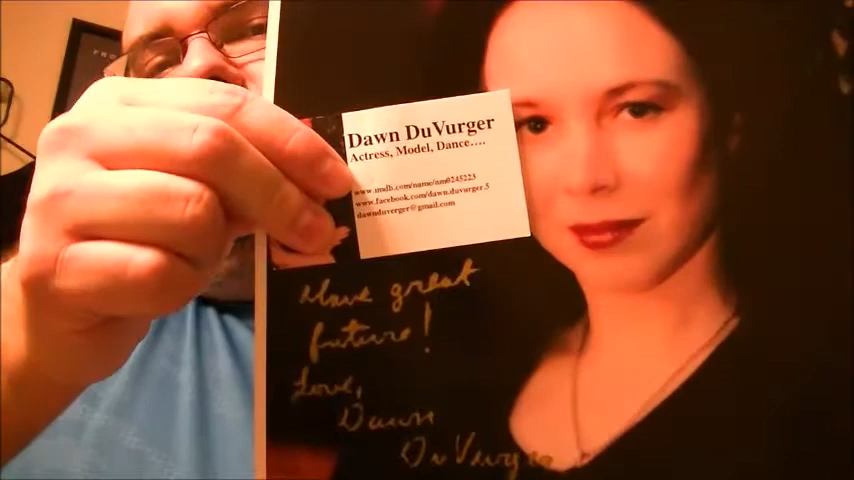 Dawn DuVurger
Actress, Model, Dance....
www.imdb.com/name/nm0245223
www.facebook.com/dawn.duvurger.5
dawnduverger@gmail.com
Have great
future!
Love,
Dawn
DuVurger